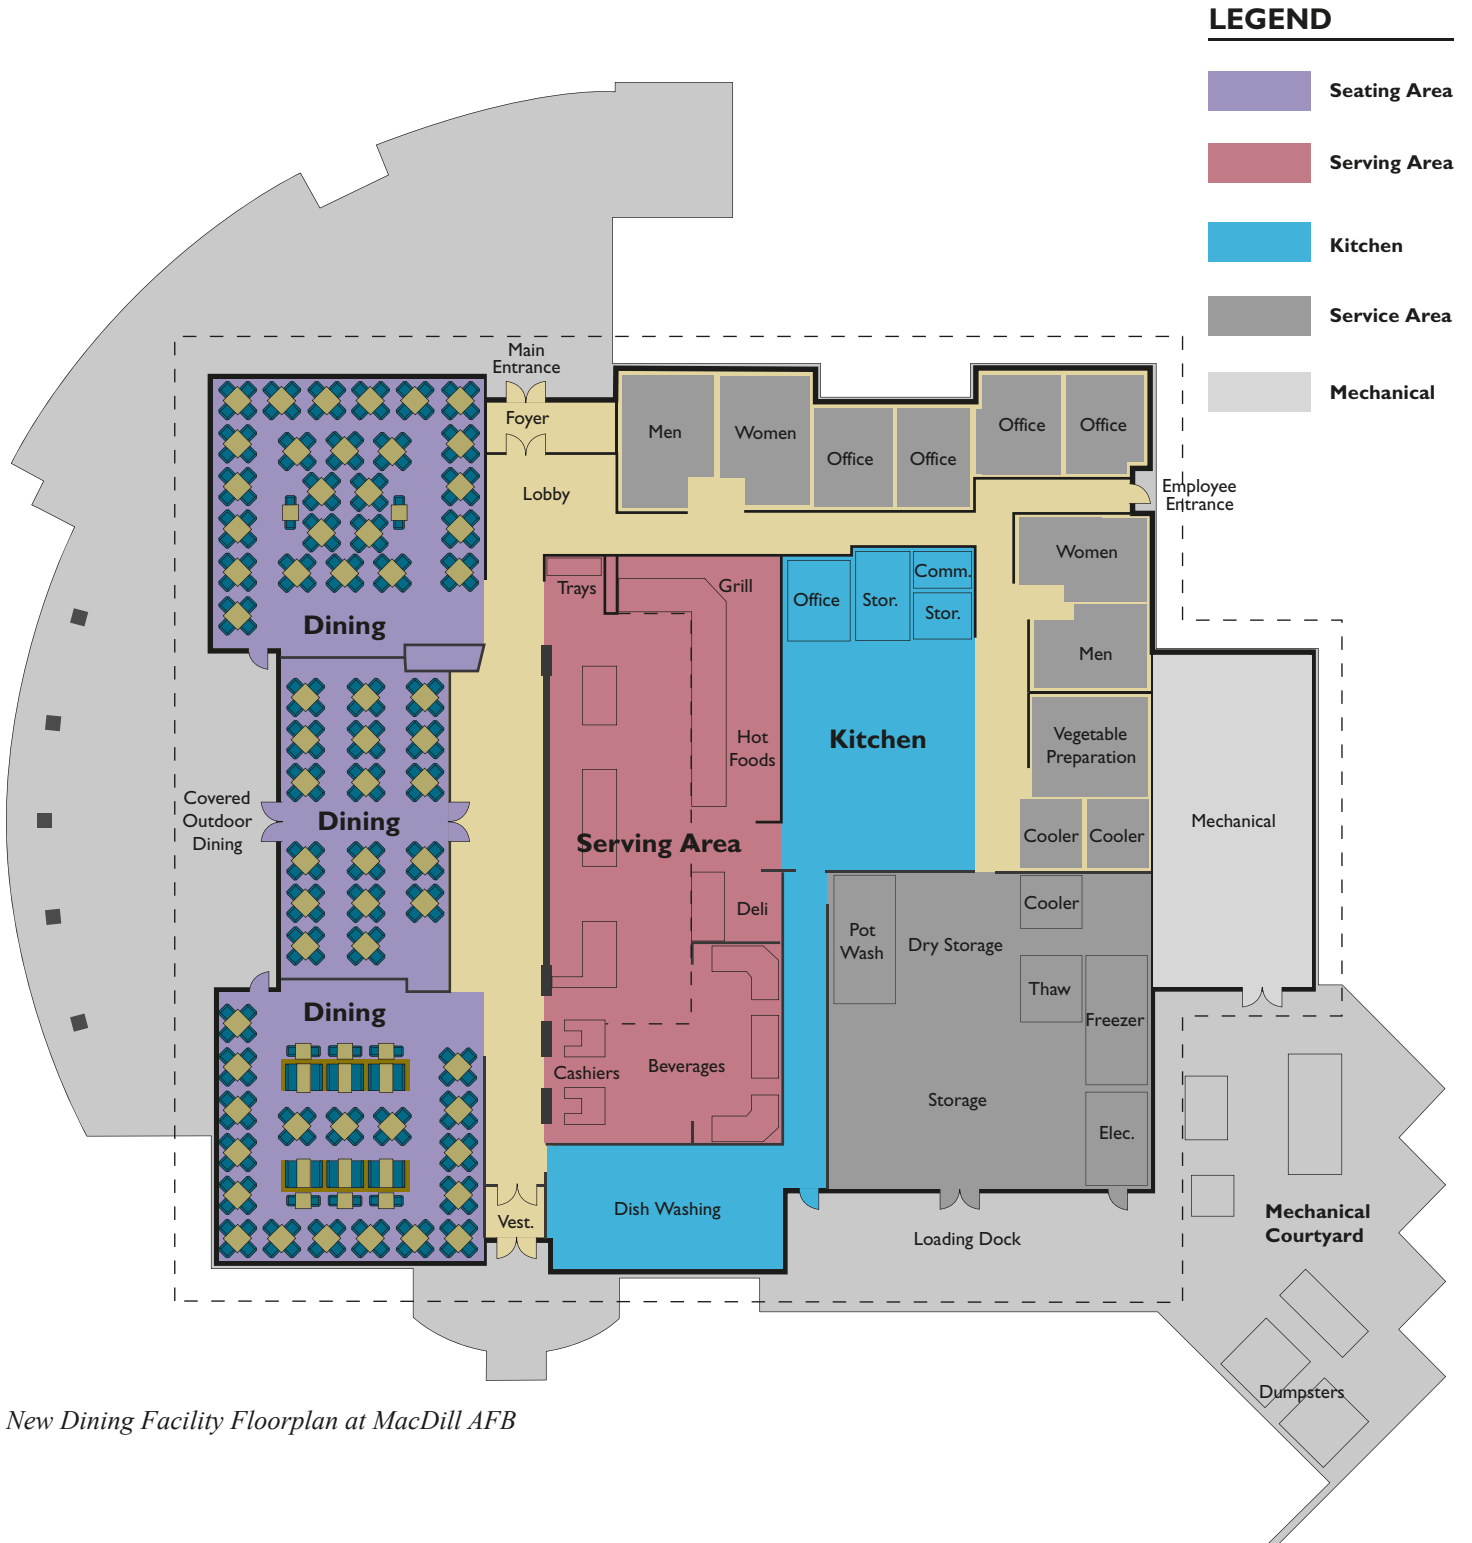 LEGEND
Seating Area
Serving Area
Kitchen
Service Area
Mechanical
Main
Entrance
Foyer
Lobby
Men
Women
Office
Office
Office
Office
Employee
Entrance
Women
Men
Vegetable
Preparation
Cooler
Cooler
Mechanical
Trays
Grill
Office
Stor.
Comm.
Stor.
Dining
Hot
Foods
Kitchen
Covered
Outdoor
Dining
Dining
Serving Area
Deli
Pot
Wash
Dry Storage
Cooler
Thaw
Freezer
Dining
Cashiers
Beverages
Storage
Elec.
Vest.
Dish Washing
Loading Dock
Mechanical
Courtyard
Dumpsters
New Dining Facility Floorplan at MacDill AFB